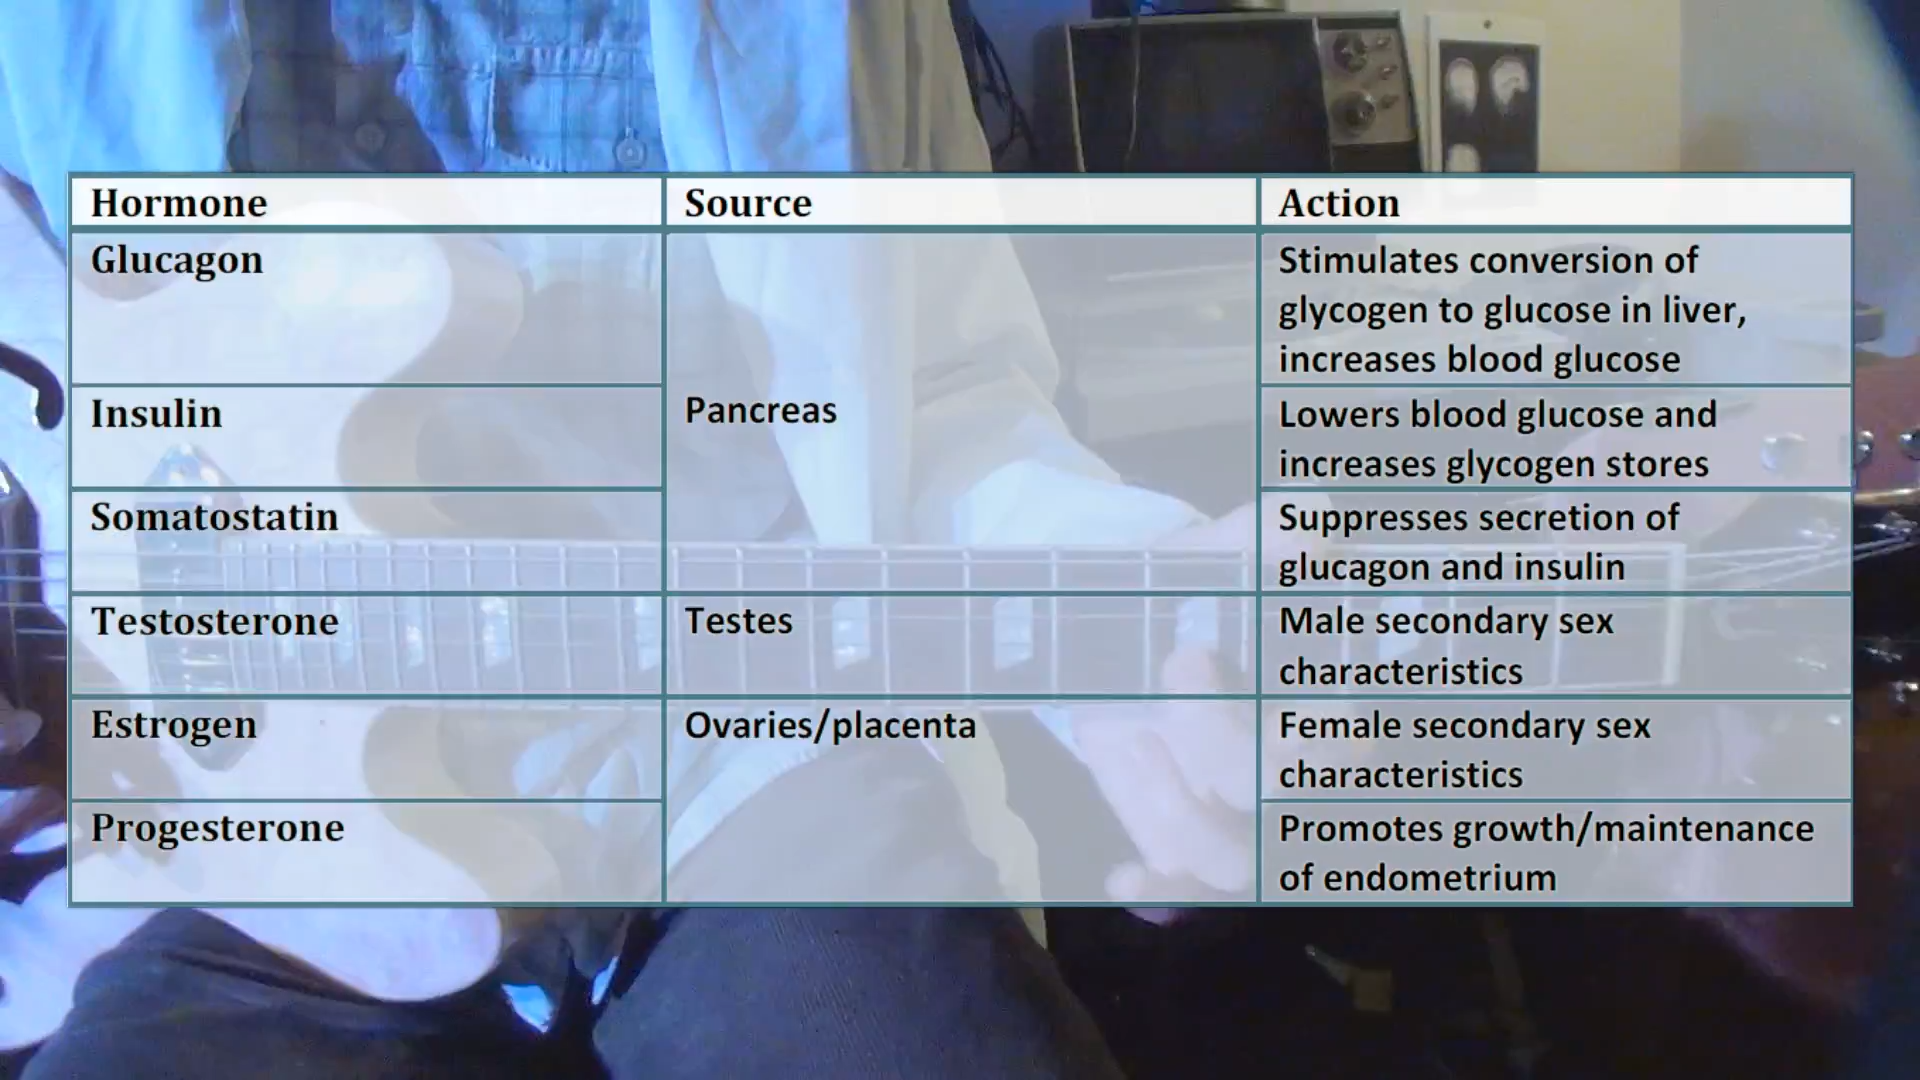 Hormone Source Action
Glucagon
Stimulates conversion of
glycogen to glucose in liver,
increases blood glucose
Insulin
Pancreas
Lowers blood glucose and
increases glycogen stores
Somatostatin
Suppresses secretion of
glucagon and insulin
Testosterone
Testes
Male secondary sex
characteristics
Estrogen
Ovaries/placenta
Female secondary sex
characteristics
Progesterone
Promotes growth/maintenance
of endometrium